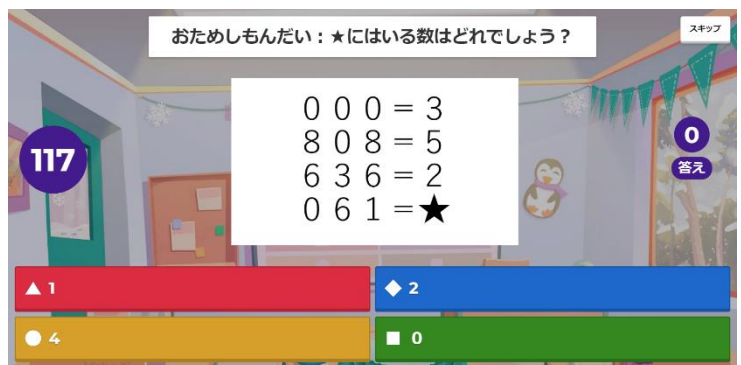 おためしもんだい：★にはいる数はどれでしょう？
スキップ
117
0 0 0 = 3
8 0 8 = 5
6 3 6 = 2
0 6 1 =★
0
答え
▲ 1
◆ 2
● 4
■ 0